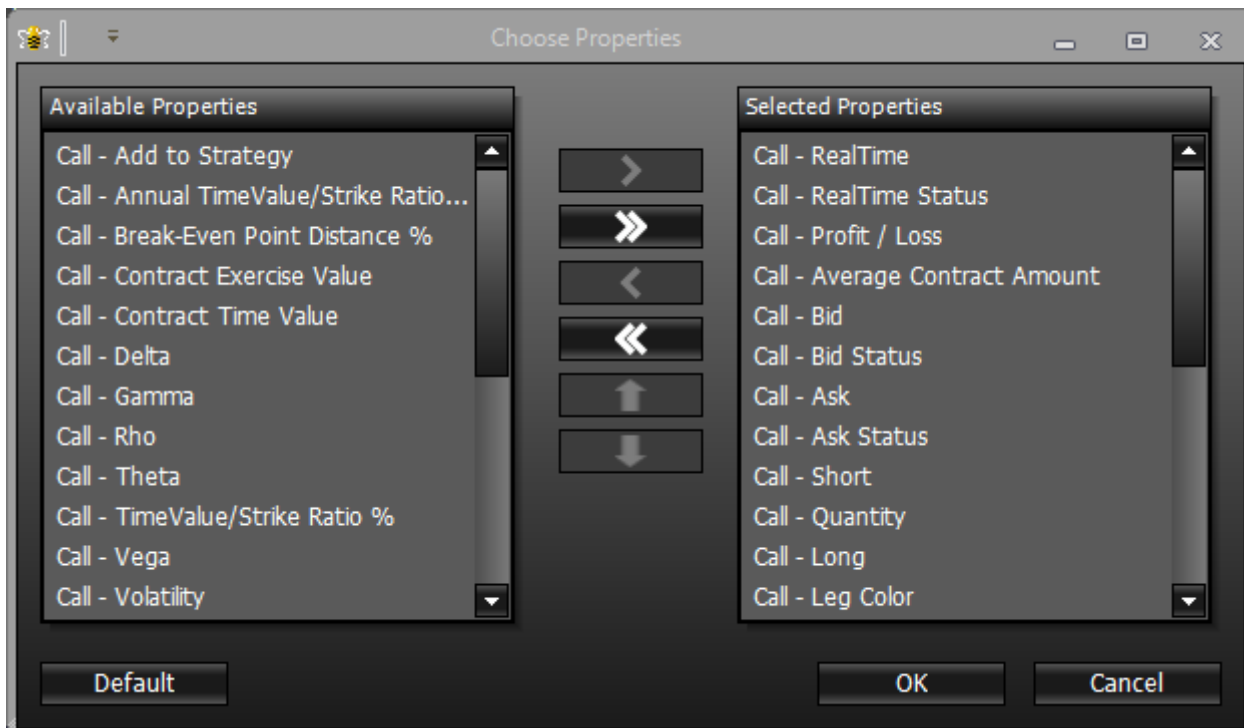 Choose Properties
Available Properties
Call - Add to Strategy
Call - Annual TimeValue/Strike Ratio...
Call - Break-Even Point Distance %
Call - Contract Exercise Value
Call - Contract Time Value
Call - Delta
Call - Gamma
Call - Rho
Call - Theta
Call - TimeValue/Strike Ratio %
Call - Vega
Call - Volatility
Selected Properties
Call - RealTime
Call - RealTime Status
Call - Profit / Loss
Call - Average Contract Amount
Call - Bid
Call - Bid Status
Call - Ask
Call - Ask Status
Call - Short
Call - Quantity
Call - Long
Call - Leg Color
Default
OK
Cancel